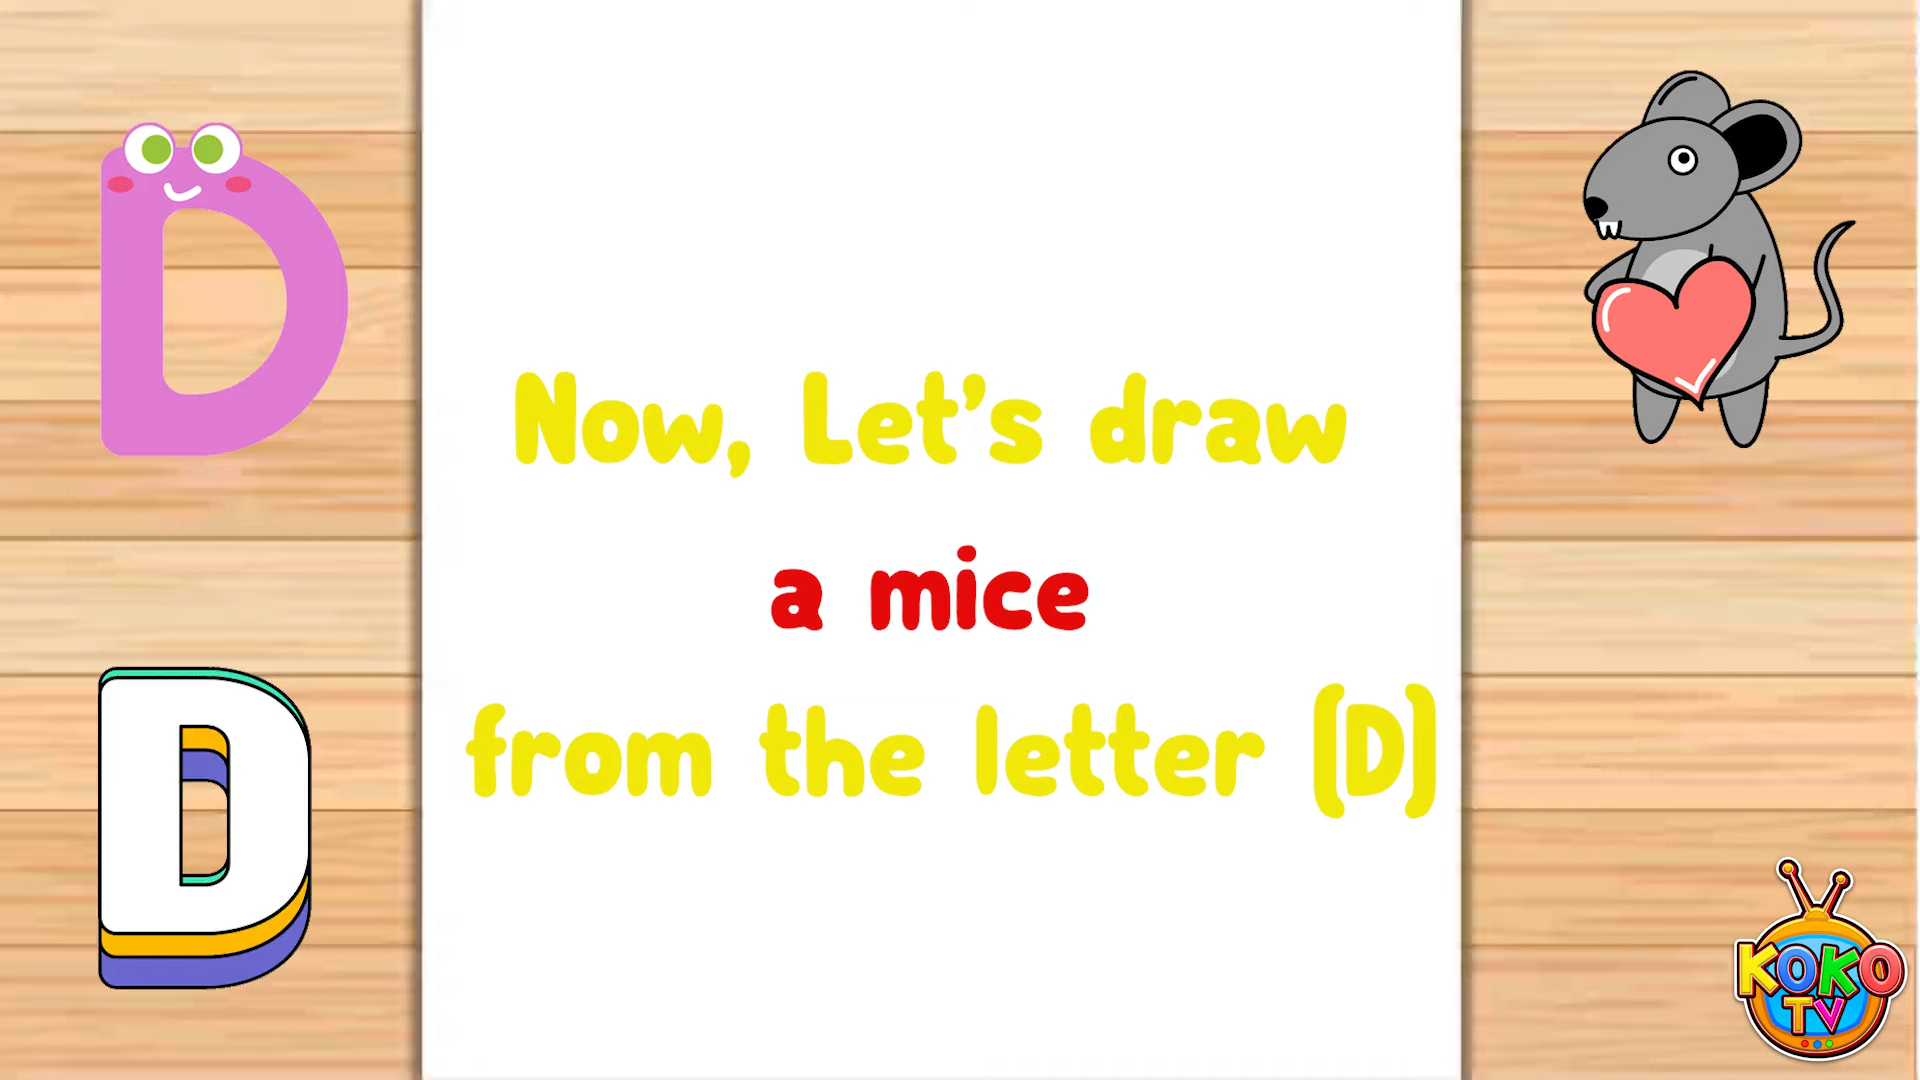 D
D
Now, Let's draw
a mice
from the letter (D)
KOKO
TV